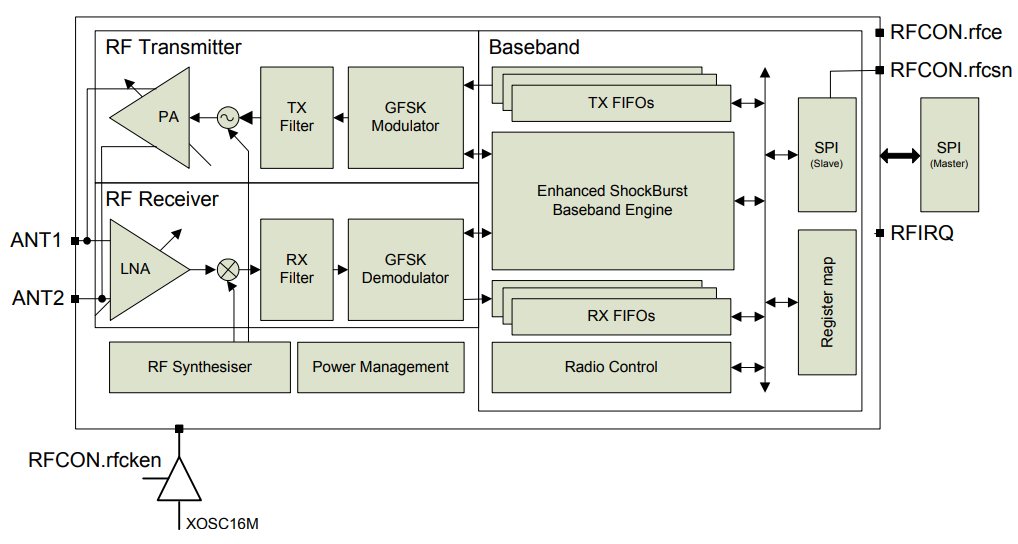 RF Transmitter
Baseband
RFCON.rfce
RFCON.rfcsn
PA
TX
Filter
GFSK
Modulator
TX FIFOs
SPI
(Slave)
SPI
(Master)
Enhanced ShockBurst
Baseband Engine
RF Receiver
ANT1
ANT2
LNA
RX
Filter
GFSK
Demodulator
RX FIFOs
RFIRQ
Register map
RF Synthesiser
Power Management
Radio Control
RFCON.rfcken
XOSC16M